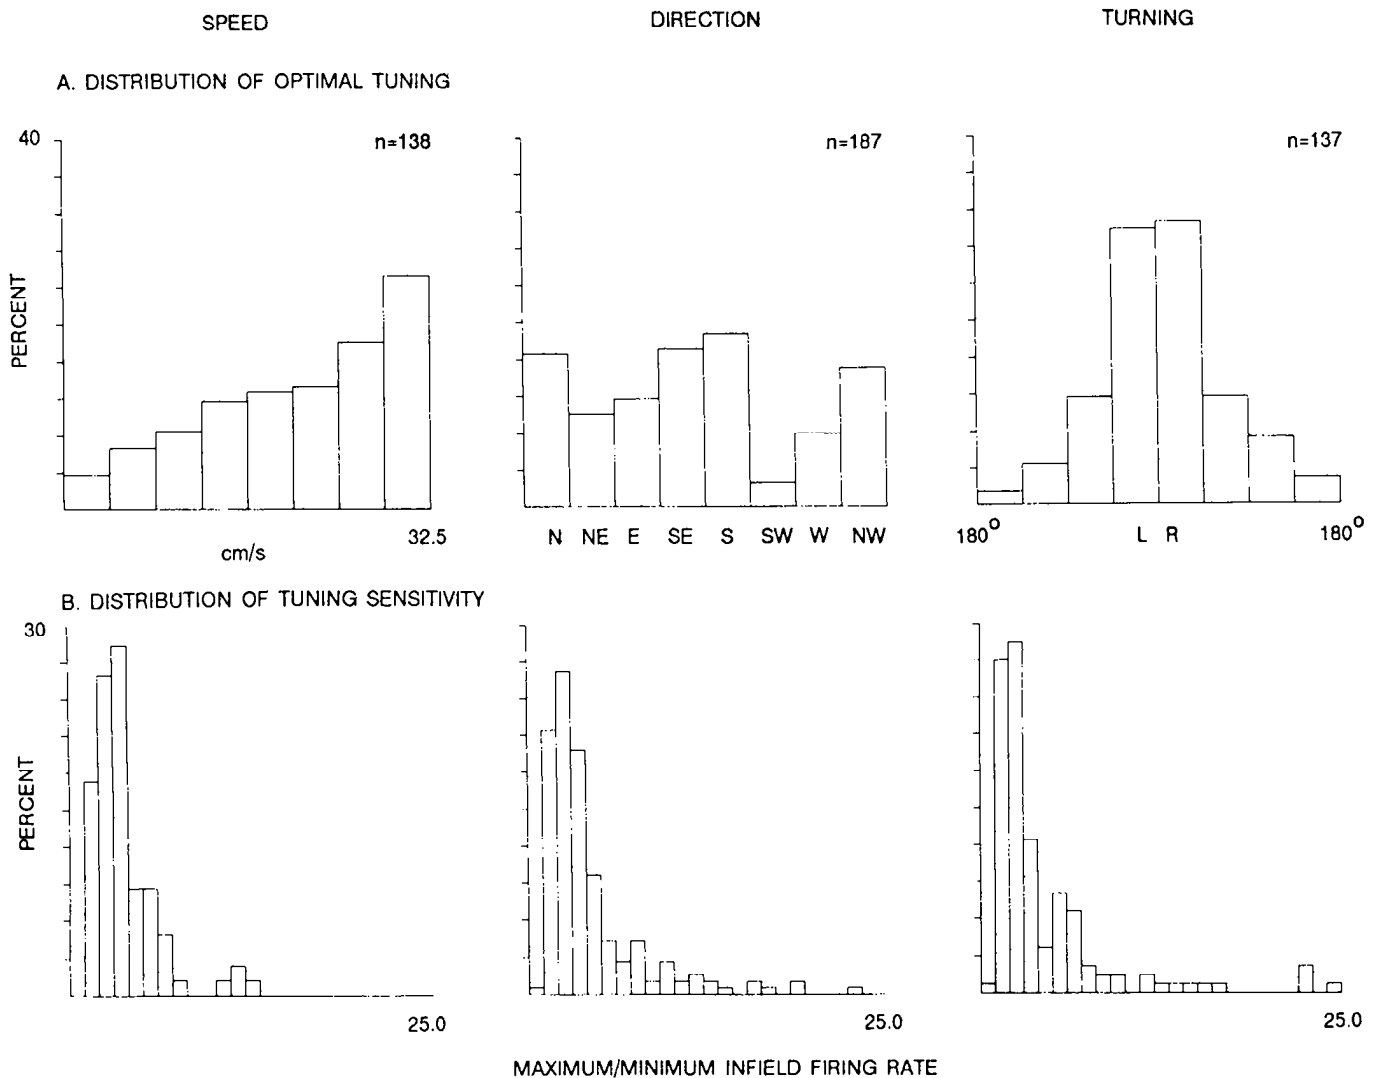 SPEED DIRECTION TURNING
A. DISTRIBUTION OF OPTIMAL TUNING
40 n=138 n=187 n=137
PERCENT
N NE E SE S SW W NW
180° L R 180°
cm/s 32.5
B. DISTRIBUTION OF TUNING SENSITIVITY
30
PERCENT
25.0 25.0 25.0
MAXIMUM/MINIMUM INFIELD FIRING RATE